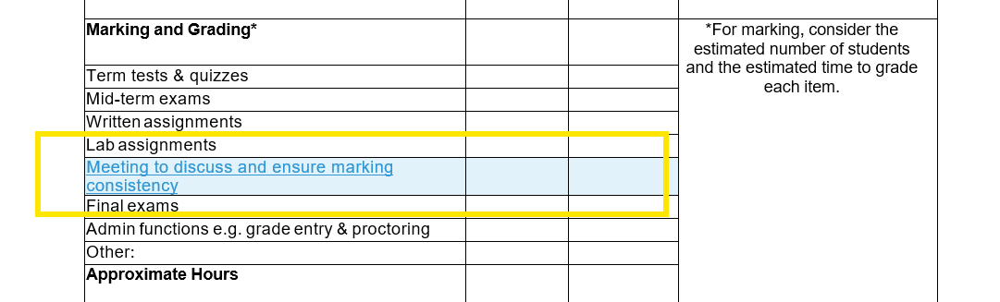 Marking and Grading*
*For marking, consider the
estimated number of students
and the estimated time to grade
each item.
Term tests & quizzes
Mid-term exams
Written assignments
Lab assignments
Meeting to discuss and ensure marking
consistency
Final exams
Admin functions e.g. grade entry & proctoring
Other:
Approximate Hours